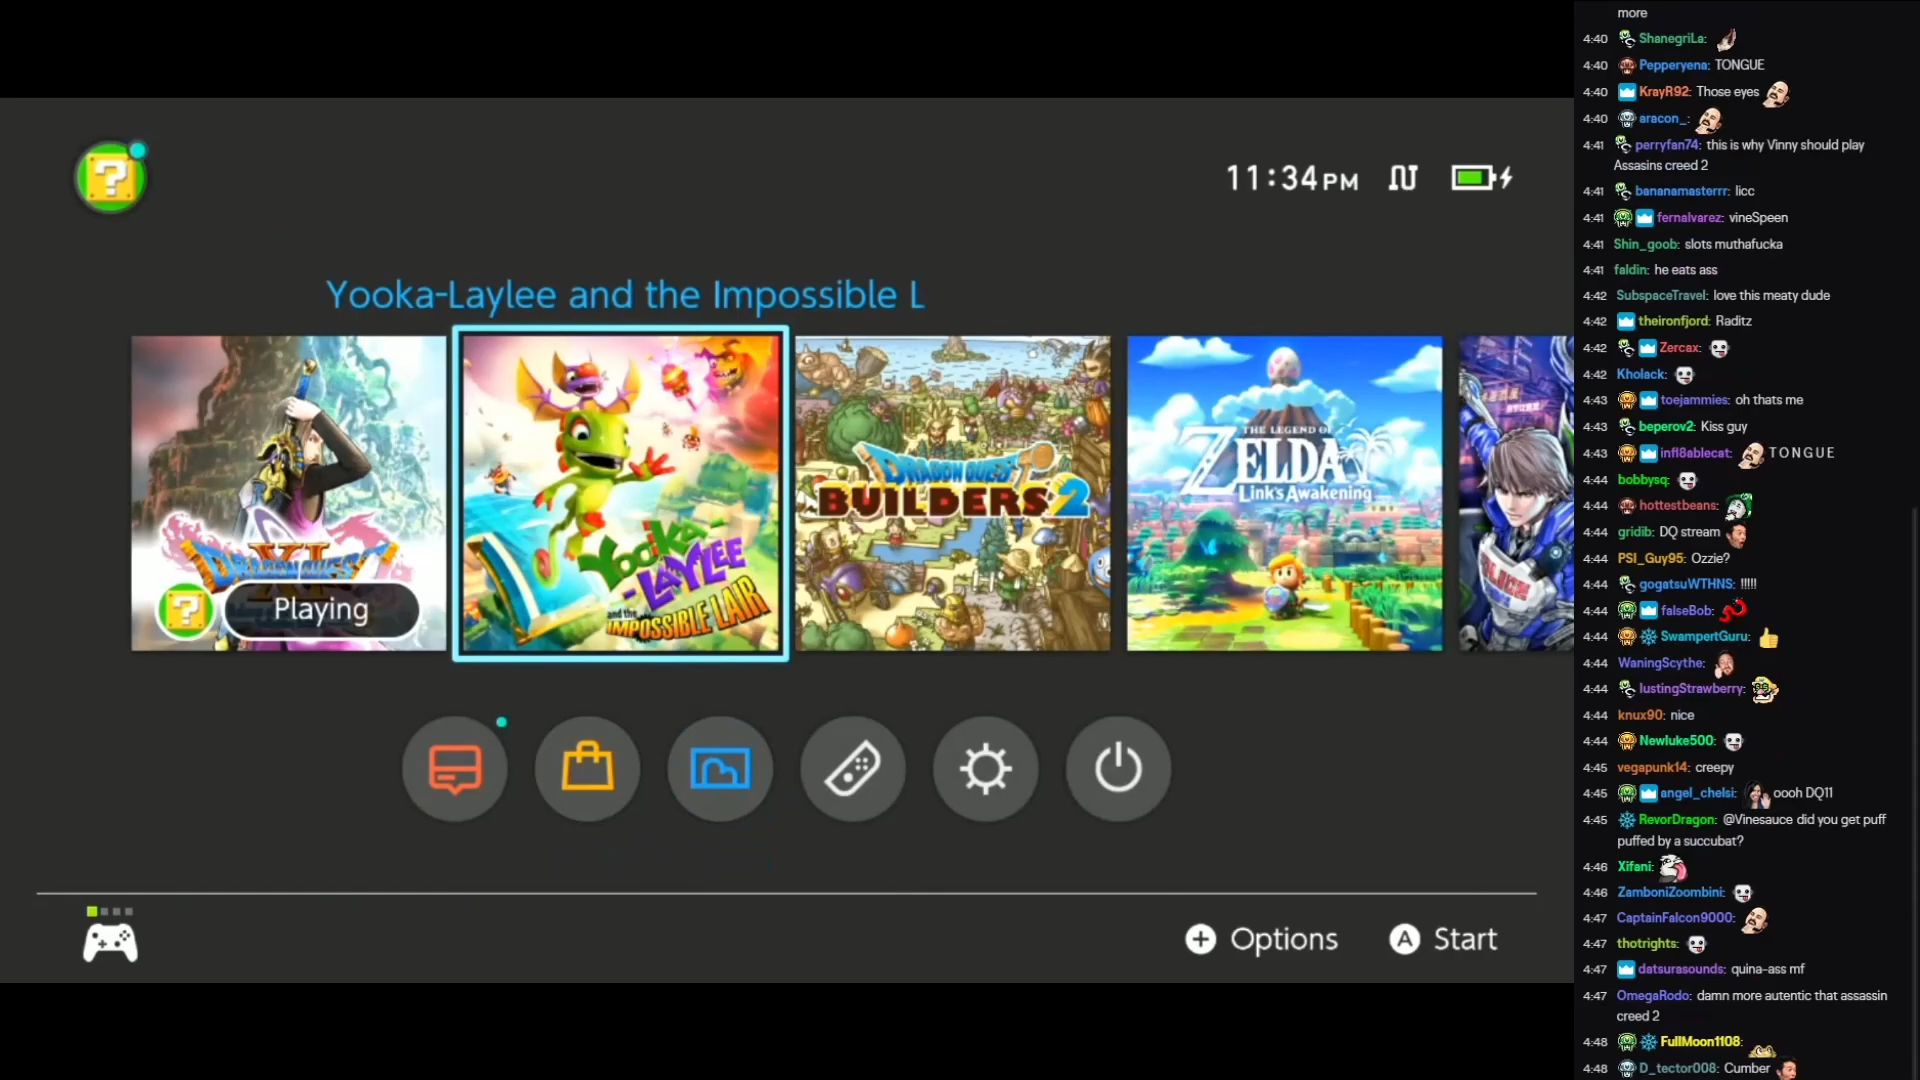 11:34PM
Yooka-Laylee and the Impossible L
DRAGON QUEST XI
Playing
YOOKA-
LAYLEE
and the
IMPOSSIBLE LAIR
DRAGON QUEST
BUILDERS 2
THE LEGEND OF
ZELDA
Link's Awakening
POLICE
Options
A Start
more
4:40 ShanegriLa:
4:40 Pepperyena: TONGUE
4:40 KrayR92: Those eyes
4:40 aracon_:
4:41 perryfan74: this is why Vinny should play
Assasins creed 2
4:41 bananamasterrr: licc
4:41 fernalvarez: vineSpeen
4:41 Shin_goob: slots muthafucka
4:41 faldin: he eats ass
4:42 SubspaceTravel: love this meaty dude
4:42 theironfjord: Raditz
4:42 Zercax:
4:42 Kholack:
4:43 toejammies: oh thats me
4:43 beperov2: Kiss guy
4:43 infl8ablecat: T O N G U E
4:44 bobbysq:
4:44 hottestbeans:
4:44 gridib: DQ stream
4:44 PSI_Guy95: Ozzie?
4:44 gogatsuWTHNS: !!!!!
4:44 falseBob:
4:44 SwampertGuru:
4:44 WaningScythe:
4:44 lustingStrawberry:
4:44 knux90: nice
4:44 Newluke500:
4:45 vegapunk14: creepy
4:45 angel_chelsi: oooh DQ11
4:45 RevorDragon: @Vinesauce did you get puff
puffed by a succubat?
4:46 Xifani:
4:46 ZamboniZoombini:
4:47 CaptainFalcon9000:
4:47 thotrights:
4:47 datsurasounds: quina-ass mf
4:47 OmegaRodo: damn more autentic that assassin
creed 2
4:48 FullMoon1108:
4:48 D_tector008: Cumber